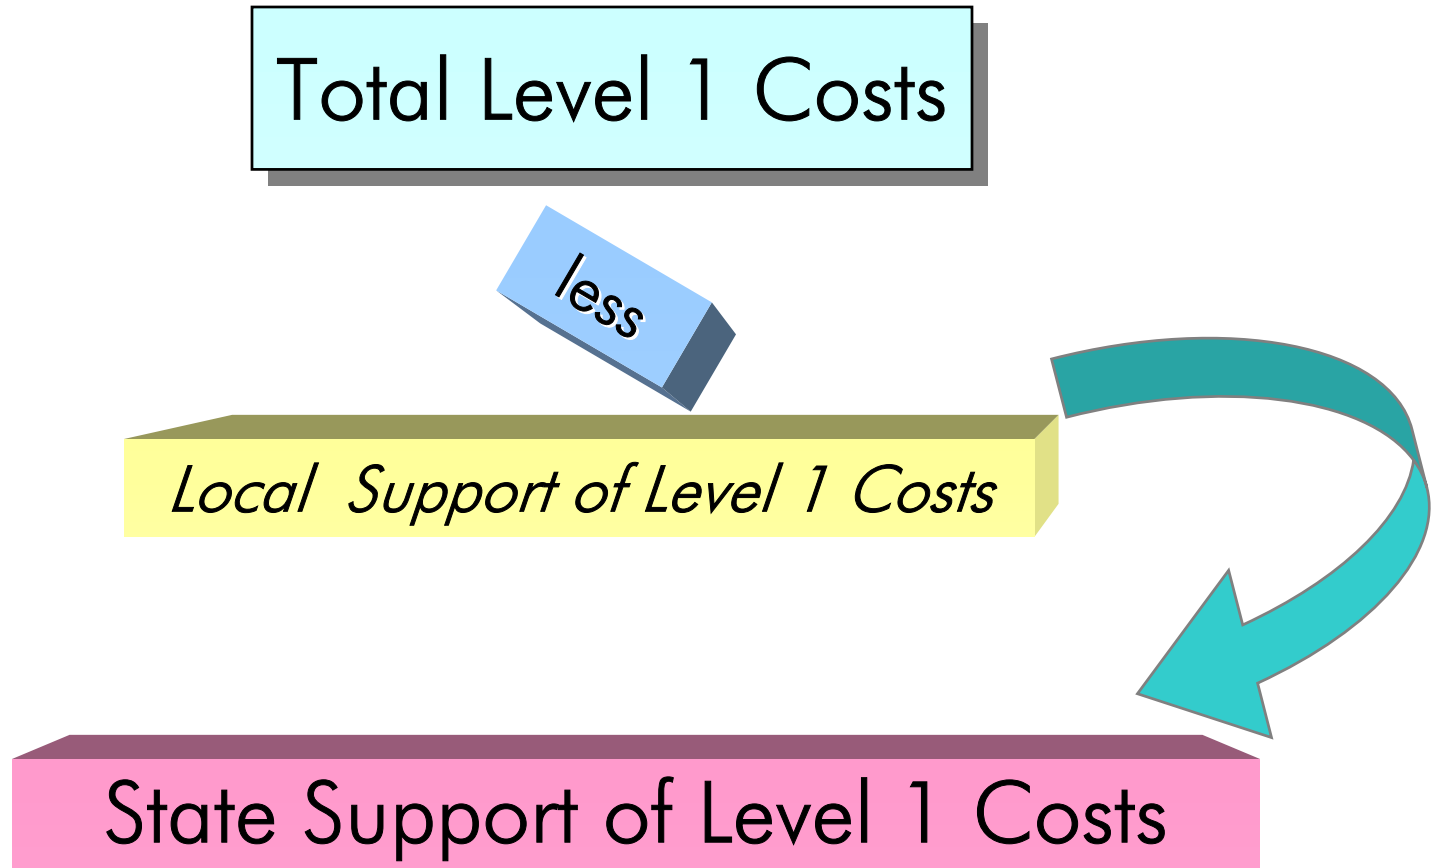 Total Level 1 Costs
less
Local Support of Level 1 Costs
State Support of Level 1 Costs